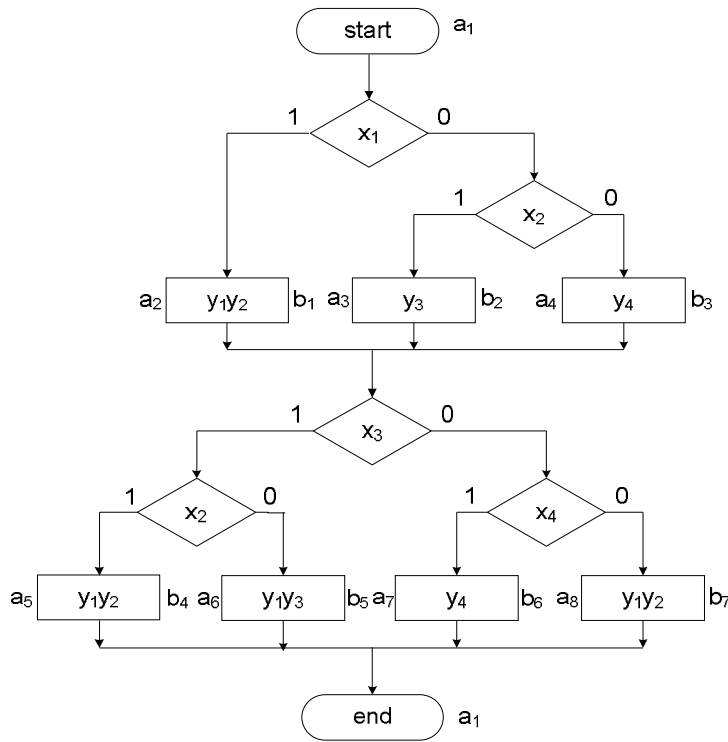 start a₁
1 x₁ 0
1 x₂ 0
a₂ y₁y₂ b₁ a₃ y₃ b₂ a₄ y₄ b₃
1 x₃ 0
1 x₂ 0 1 x₄ 0
a₅ y₁y₂ b₄ a₆ y₁y₃ b₅ a₇ y₄ b₆ a₈ y₁y₂ b₇
end a₁